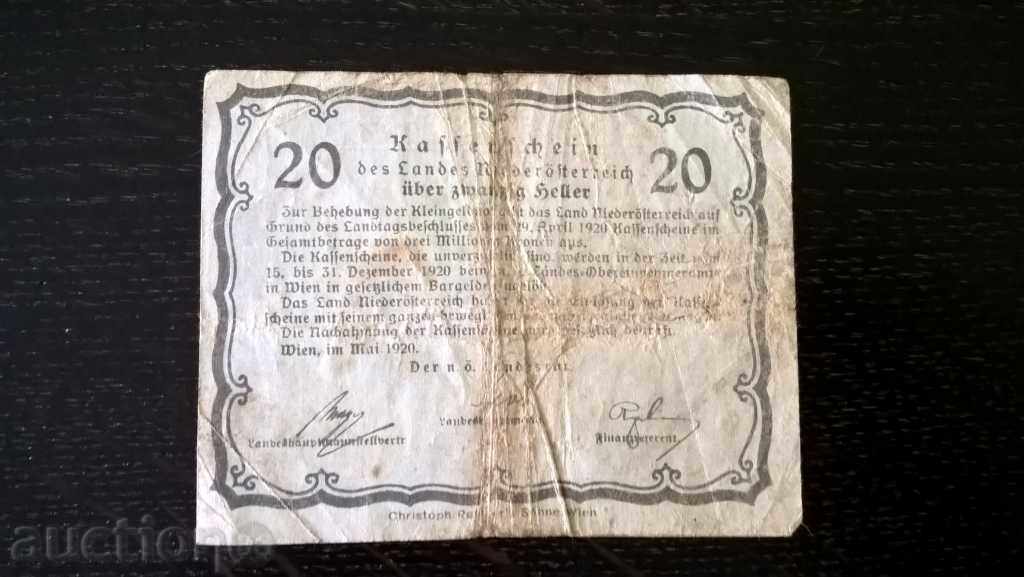 Kassenschein
20 des Landes Niederösterreich 20
über zwanzig Heller
Zur Behebung der Kleingeldnot gibt das Land Niederösterreich auf
Grund des Landtagsbeschlusses vom 29. April 1920 Kassenscheine im
Gesamtbetrage von drei Millionen Kronen aus.
Die Kassenscheine, die unverzinslich sind, werden in der Zeit vom
15. bis 31. Dezember 1920 beim Landes-Obereinnehmeramt
in Wien in gesetzlichem Bargelde eingelöst.
Das Land Niederösterreich haftet für die Einlösung der Kassen-
scheine mit seinem ganzen bewegl.
Die Nachahmung der Kassenscheine wird gesetzlich bestraft.
Wien, im Mai 1920.
Der n.ö. Landesrat.
Landeshauptmannstellvertr
Landeshauptmann
Finanzreferent
Christoph Söhne, Wien
auction